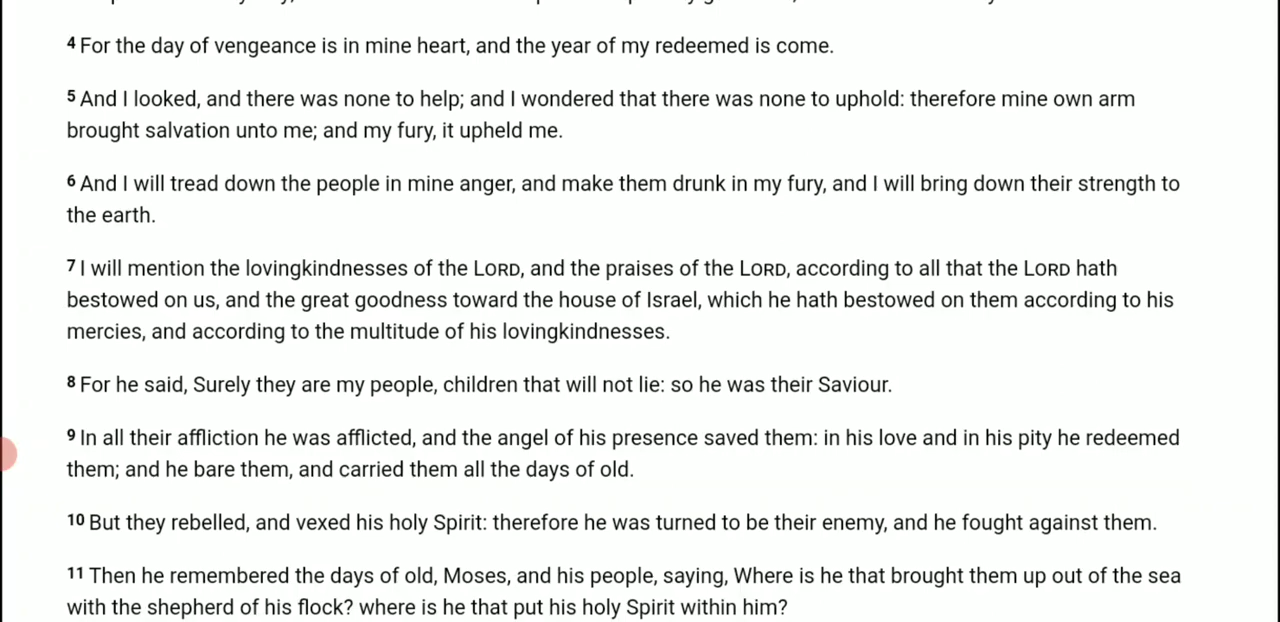 4 For the day of vengeance is in mine heart, and the year of my redeemed is come.
5 And I looked, and there was none to help; and I wondered that there was none to uphold: therefore mine own arm
brought salvation unto me; and my fury, it upheld me.
6 And I will tread down the people in mine anger, and make them drunk in my fury, and I will bring down their strength to
the earth.
7 I will mention the lovingkindnesses of the LORD, and the praises of the LORD, according to all that the LORD hath
bestowed on us, and the great goodness toward the house of Israel, which he hath bestowed on them according to his
mercies, and according to the multitude of his lovingkindnesses.
8 For he said, Surely they are my people, children that will not lie: so he was their Saviour.
9 In all their affliction he was afflicted, and the angel of his presence saved them: in his love and in his pity he redeemed
them; and he bare them, and carried them all the days of old.
10 But they rebelled, and vexed his holy Spirit: therefore he was turned to be their enemy, and he fought against them.
11 Then he remembered the days of old, Moses, and his people, saying, Where is he that brought them up out of the sea
with the shepherd of his flock? where is he that put his holy Spirit within him?